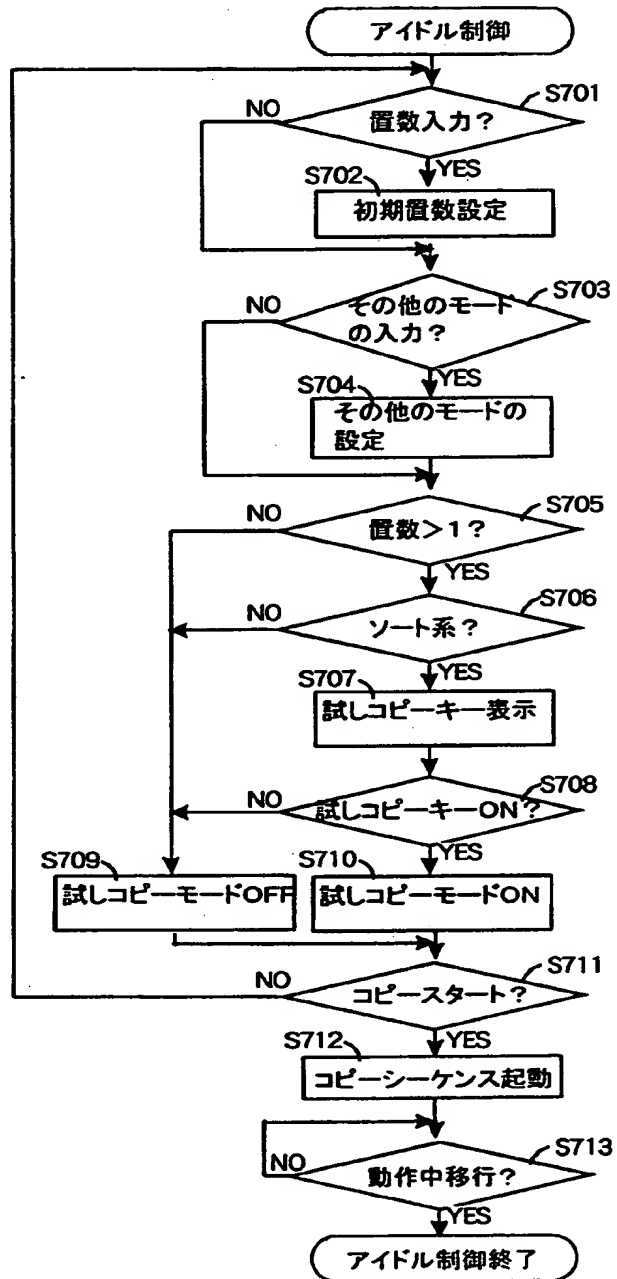 アイドル制御
S701
NO
置数入力?
YES
S702
初期置数設定
S703
NO
その他のモード
の入力?
YES
S704
その他のモードの
設定
S705
NO
置数>1?
YES
S706
NO
ソート系?
YES
S707
試しコピーキー表示
S708
NO
試しコピーキーON?
YES
S709
試しコピーモードOFF
S710
試しコピーモードON
S711
NO
コピースタート?
YES
S712
コピーシーケンス起動
S713
NO
動作中移行?
YES
アイドル制御終了